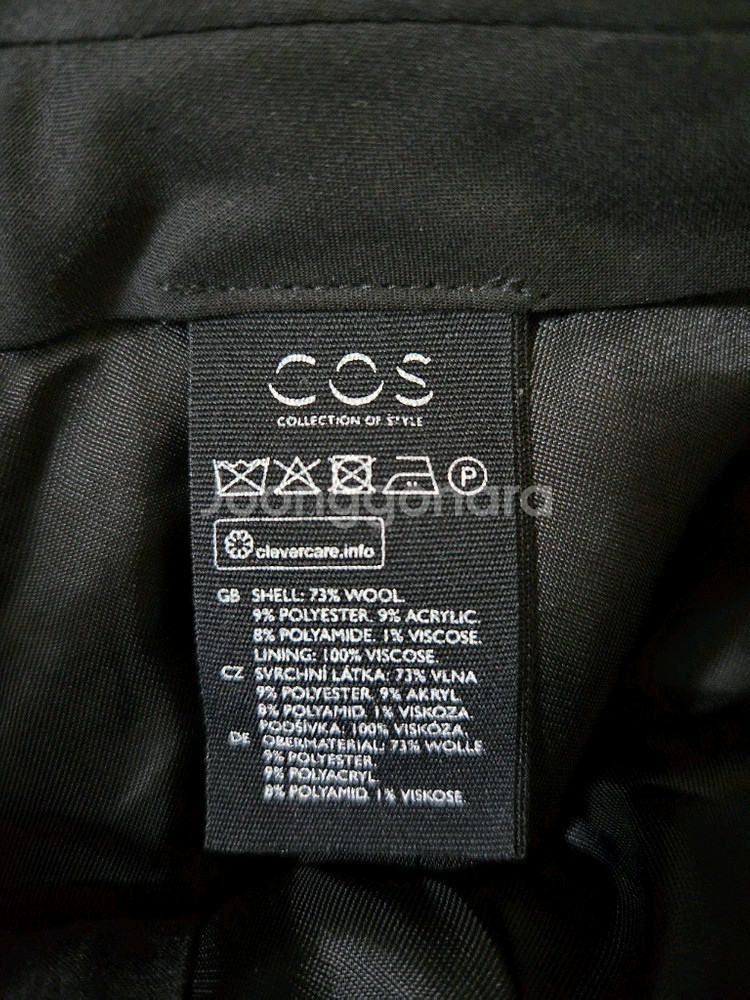 COS
COLLECTION OF STYLE
P
Joonggonara
clevercare.info
GB SHELL: 73% WOOL.
9% POLYESTER. 9% ACRYLIC.
8% POLYAMIDE. 1% VISCOSE.
LINING: 100% VISCOSE.
CZ SVRCHNÍ LÁTKA: 73% VLNA
9% POLYESTER. 9% AKRYL.
8% POLYAMID. 1% VISKÓZA
PODŠÍVKA: 100% VISKÓZA
DE OBERMATERIAL: 73% WOLLE.
9% POLYESTER.
9% POLYACRYL.
8% POLYAMID. 1% VISKOSE.